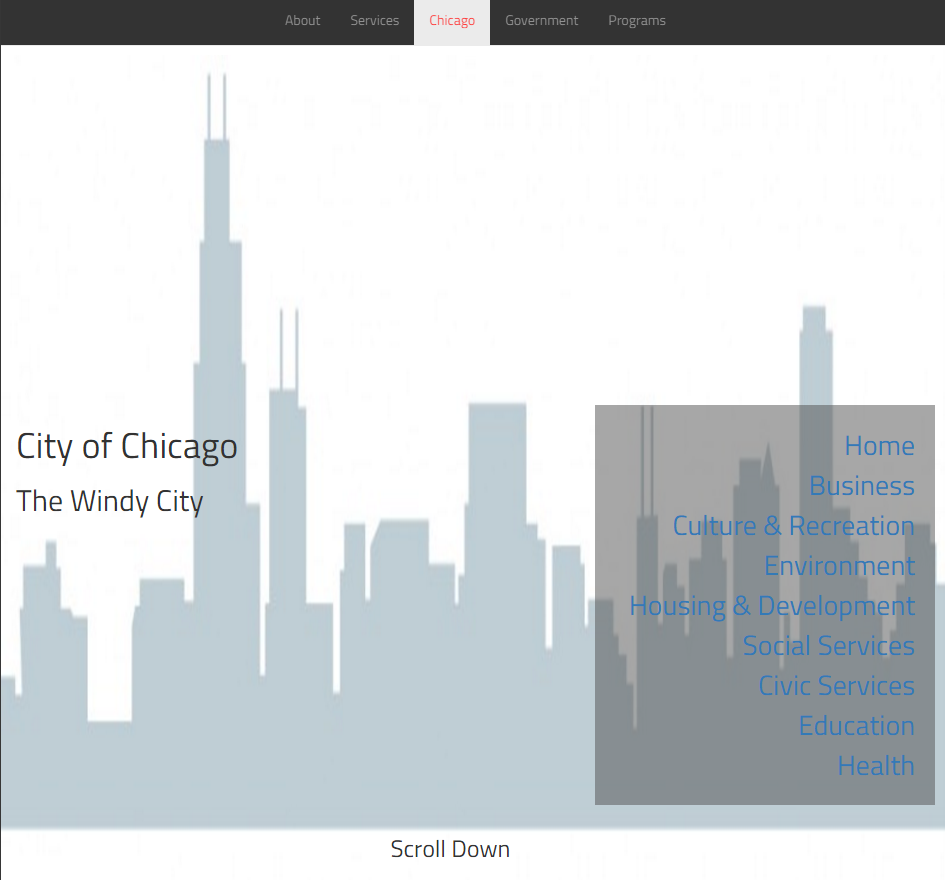 About Services Chicago Government Programs
City of Chicago
The Windy City
Home
Business
Culture & Recreation
Environment
Housing & Development
Social Services
Civic Services
Education
Health
Scroll Down